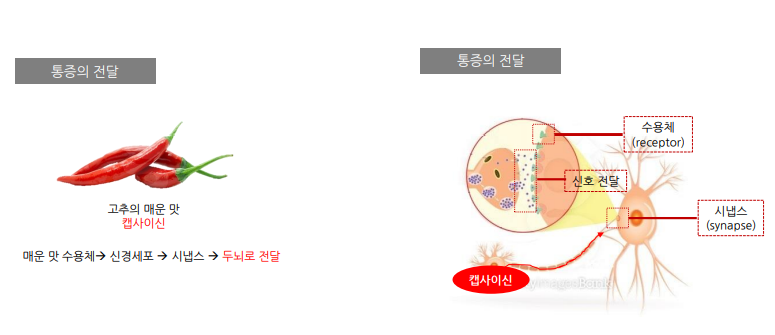 통증의 전달
고추의 매운 맛
캡사이신
매운 맛 수용체→ 신경세포 → 시냅스 → 두뇌로 전달
통증의 전달
수용체
(receptor)
신호 전달
시냅스
(synapse)
캡사이신